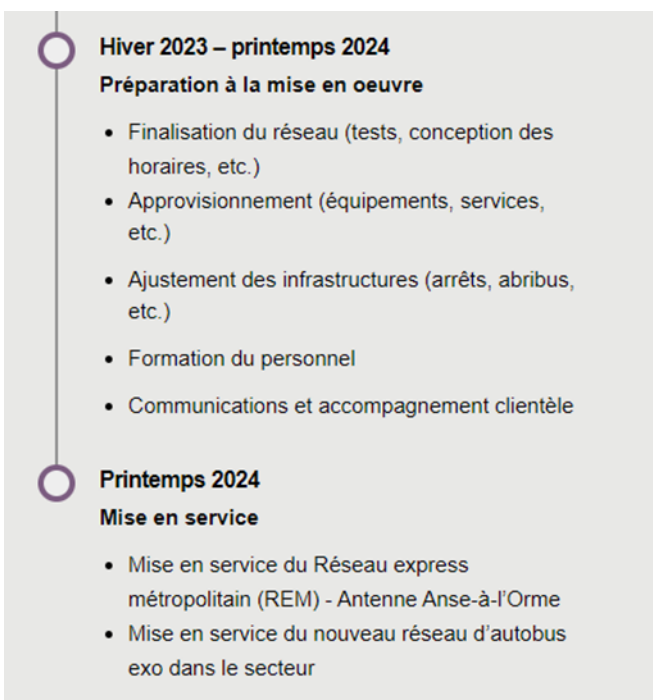 Hiver 2023 – printemps 2024
Préparation à la mise en oeuvre
• Finalisation du réseau (tests, conception des
horaires, etc.)
• Approvisionnement (équipements, services,
etc.)
• Ajustement des infrastructures (arrêts, abribus,
etc.)
• Formation du personnel
• Communications et accompagnement clientèle
Printemps 2024
Mise en service
• Mise en service du Réseau express
métropolitain (REM) - Antenne Anse-à-l’Orme
• Mise en service du nouveau réseau d’autobus
exo dans le secteur